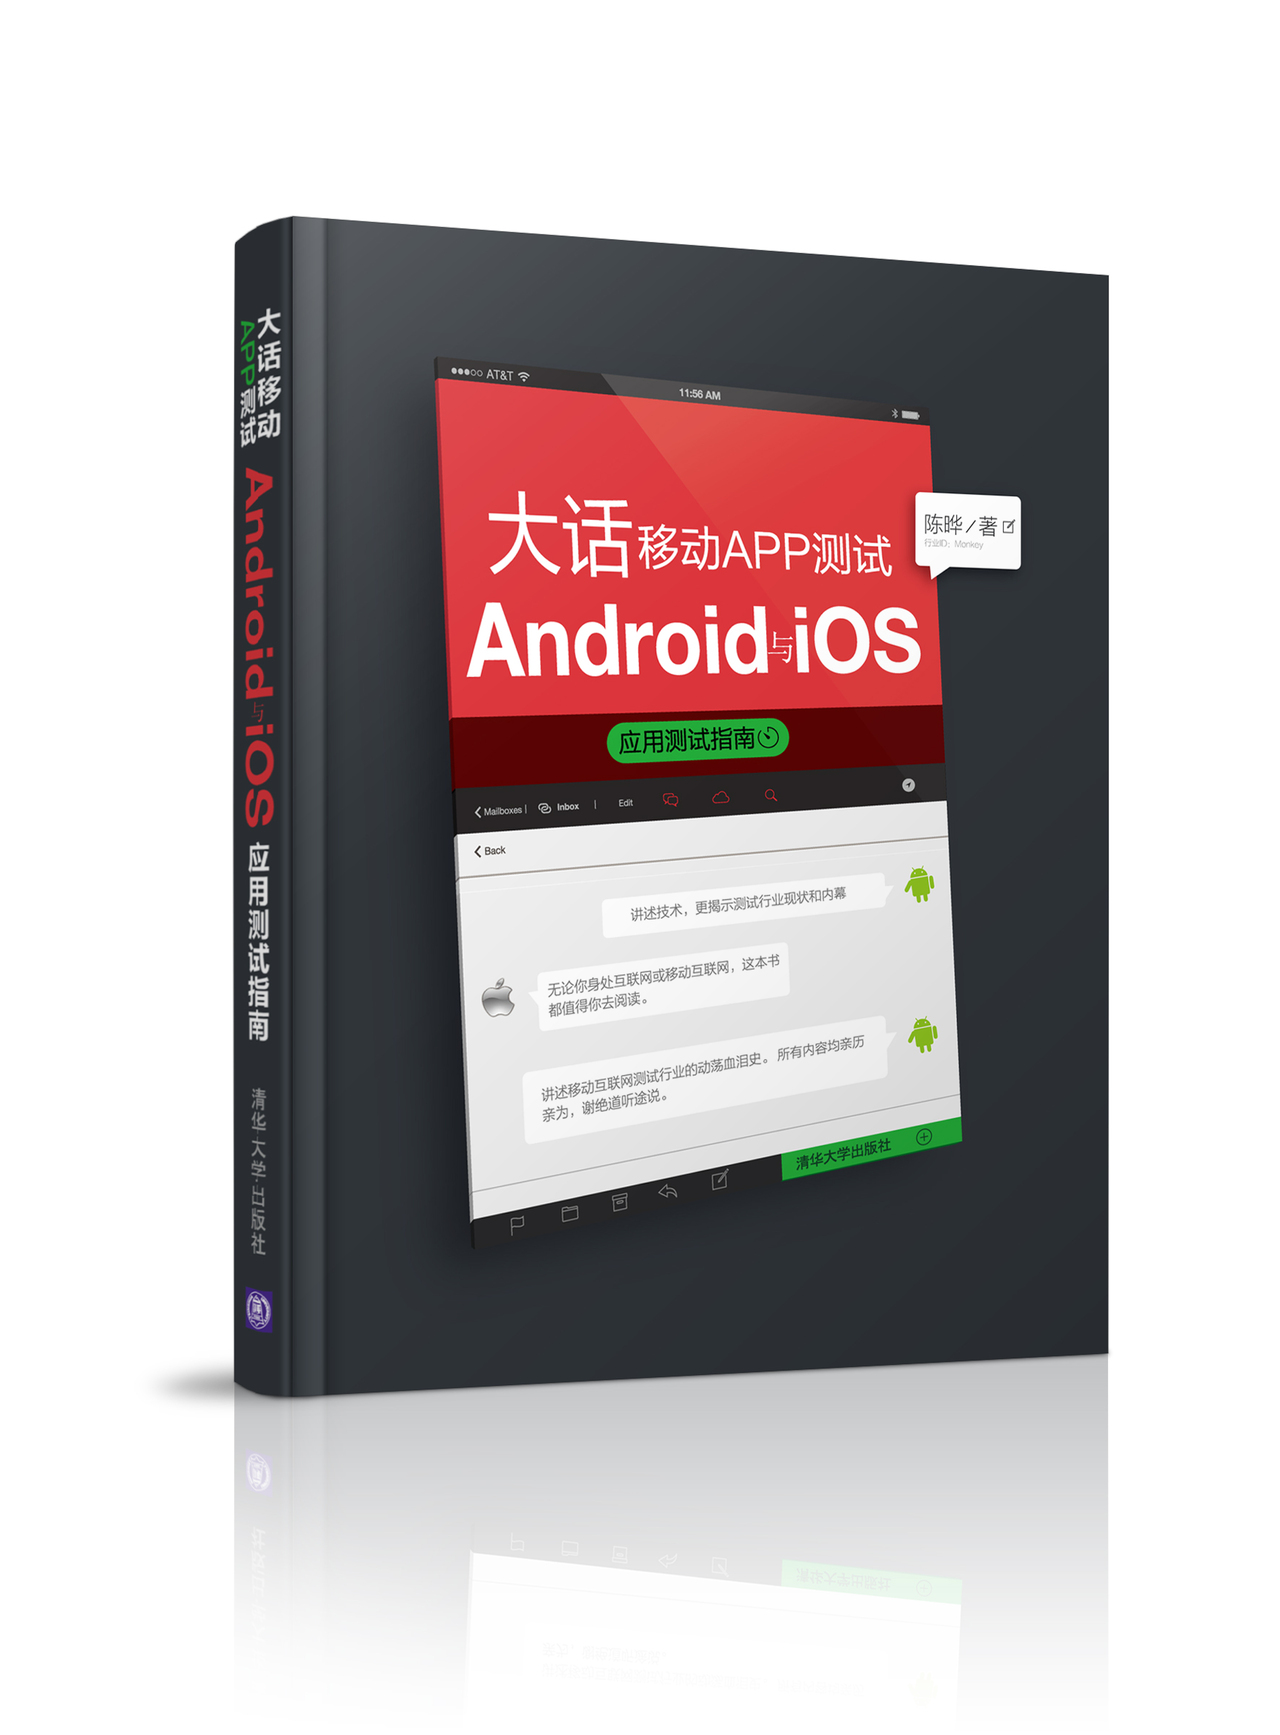 大话移动
APP测试
Android与iOS
应用测试指南
清华大学出版社
AT&T
11:56 AM
大话移动APP测试
Android与iOS
陈晔/著
行业ID：Monkey
应用测试指南
Mailboxes | Inbox | Edit
Back
讲述技术，更揭示测试行业现状和内幕
无论你身处互联网或移动互联网，这本书
都值得你去阅读。
讲述移动互联网测试行业的动荡血泪史。所有内容均亲历
亲为，谢绝道听途说。
清华大学出版社